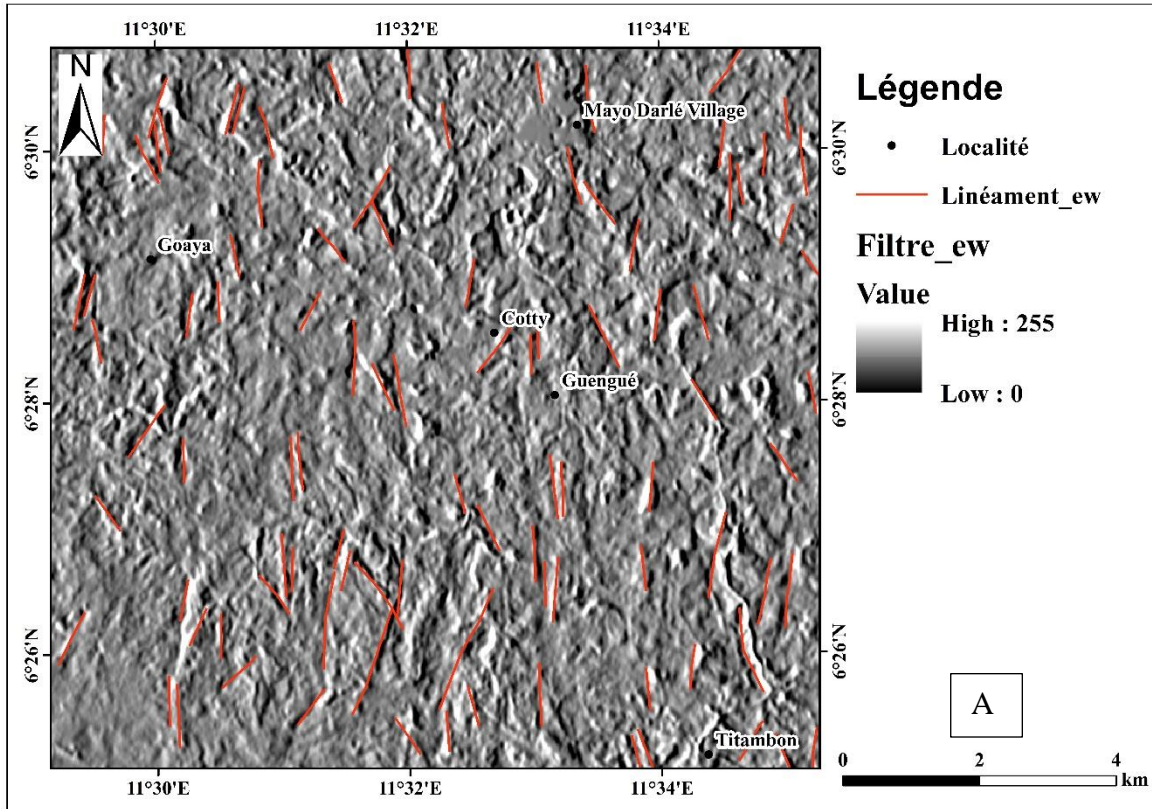 11°30'E
11°32'E
11°34'E
N
Mayo Darlé Village
6°30'N
6°30'N
Goaya
Cotty
Guengué
6°28'N
6°28'N
6°26'N
6°26'N
Titambon
11°30'E
11°32'E
11°34'E
Légende
Localité
Linéament_ew
Filtre_ew
Value
High : 255
Low : 0
A
0 2 4
km